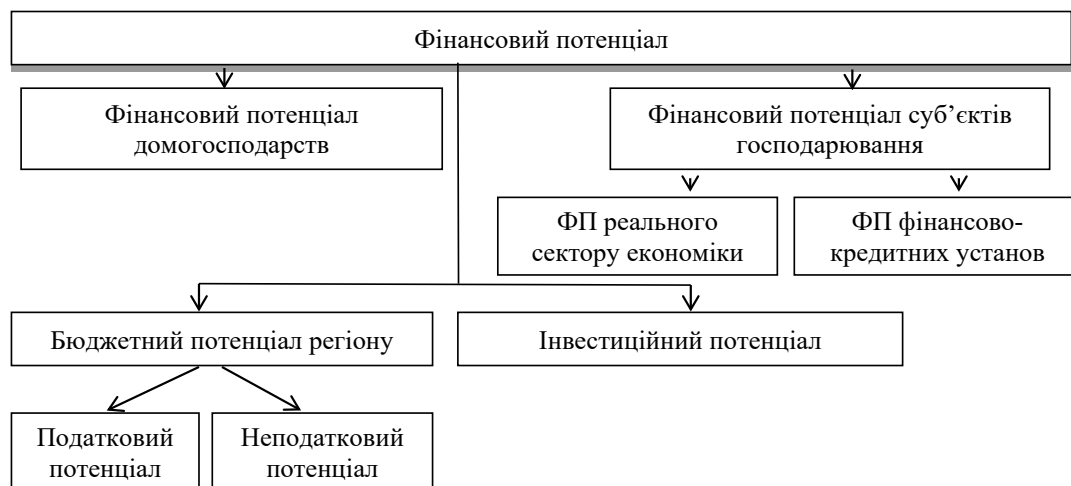 Фінансовий потенціал
Фінансовий потенціал
домогосподарств
Фінансовий потенціал суб’єктів
господарювання
ФП реального
сектору економіки
ФП фінансово-
кредитних установ
Бюджетний потенціал регіону
Інвестиційний потенціал
Податковий
потенціал
Неподатковий
потенціал